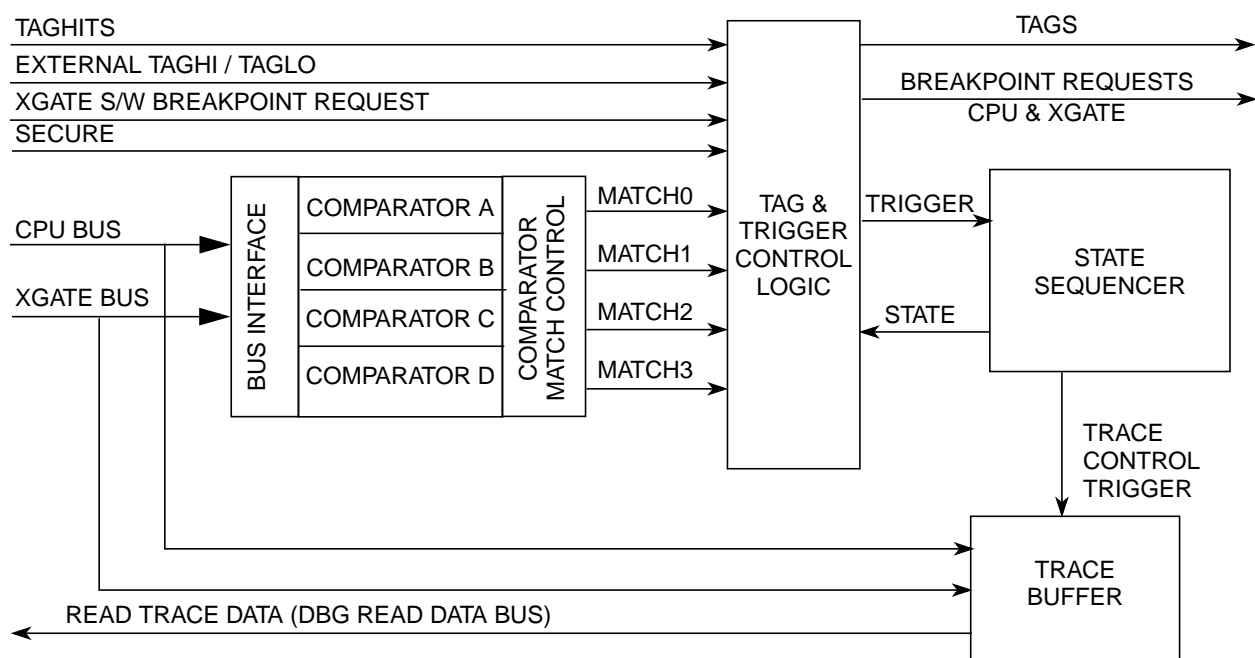 TAGHITS
EXTERNAL TAGHI / TAGLO
XGATE S/W BREAKPOINT REQUEST
SECURE
TAGS
BREAKPOINT REQUESTS
CPU & XGATE
CPU BUS
XGATE BUS
BUS INTERFACE
COMPARATOR A
COMPARATOR B
COMPARATOR C
COMPARATOR D
COMPARATOR
MATCH CONTROL
MATCH0
MATCH1
MATCH2
MATCH3
TAG &
TRIGGER
CONTROL
LOGIC
TRIGGER
STATE
STATE
SEQUENCER
TRACE
CONTROL
TRIGGER
TRACE
BUFFER
READ TRACE DATA (DBG READ DATA BUS)